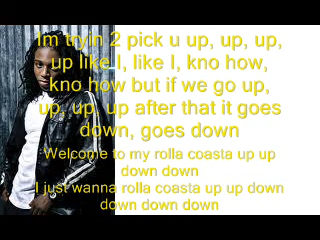 Im tryin 2 pick u up, up, up,
up like I, like I, kno how,
kno how but if we go up,
up, up, up after that it goes
down, goes down
Welcome to my rolla coasta up up
down down
I just wanna rolla coasta up up down
down down down